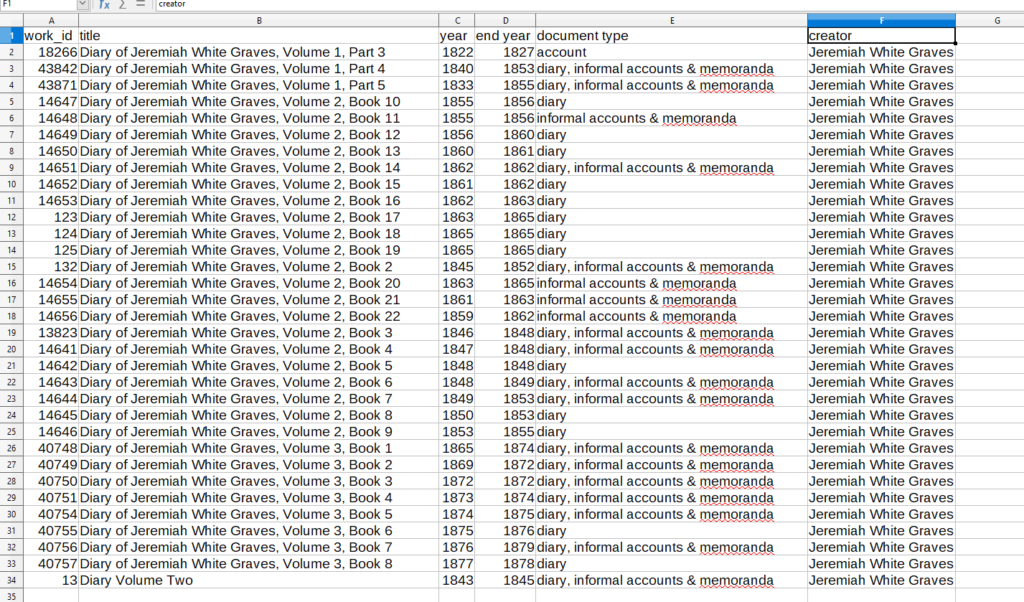 F1 creator
A B C D E F G
1 work_id title year end year document type creator
2 18266 Diary of Jeremiah White Graves, Volume 1, Part 3 1822 1827 account Jeremiah White Graves
3 43842 Diary of Jeremiah White Graves, Volume 1, Part 4 1840 1853 diary, informal accounts & memoranda Jeremiah White Graves
4 43871 Diary of Jeremiah White Graves, Volume 1, Part 5 1833 1855 diary, informal accounts & memoranda Jeremiah White Graves
5 14647 Diary of Jeremiah White Graves, Volume 2, Book 10 1855 1856 diary Jeremiah White Graves
6 14648 Diary of Jeremiah White Graves, Volume 2, Book 11 1855 1856 informal accounts & memoranda Jeremiah White Graves
7 14649 Diary of Jeremiah White Graves, Volume 2, Book 12 1856 1860 diary Jeremiah White Graves
8 14650 Diary of Jeremiah White Graves, Volume 2, Book 13 1860 1861 diary Jeremiah White Graves
9 14651 Diary of Jeremiah White Graves, Volume 2, Book 14 1862 1862 diary, informal accounts & memoranda Jeremiah White Graves
10 14652 Diary of Jeremiah White Graves, Volume 2, Book 15 1861 1862 diary Jeremiah White Graves
11 14653 Diary of Jeremiah White Graves, Volume 2, Book 16 1862 1863 diary Jeremiah White Graves
12 123 Diary of Jeremiah White Graves, Volume 2, Book 17 1863 1865 diary Jeremiah White Graves
13 124 Diary of Jeremiah White Graves, Volume 2, Book 18 1865 1865 diary Jeremiah White Graves
14 125 Diary of Jeremiah White Graves, Volume 2, Book 19 1865 1865 diary Jeremiah White Graves
15 132 Diary of Jeremiah White Graves, Volume 2, Book 2 1845 1852 diary, informal accounts & memoranda Jeremiah White Graves
16 14654 Diary of Jeremiah White Graves, Volume 2, Book 20 1863 1865 informal accounts & memoranda Jeremiah White Graves
17 14655 Diary of Jeremiah White Graves, Volume 2, Book 21 1861 1863 informal accounts & memoranda Jeremiah White Graves
18 14656 Diary of Jeremiah White Graves, Volume 2, Book 22 1859 1862 informal accounts & memoranda Jeremiah White Graves
19 13823 Diary of Jeremiah White Graves, Volume 2, Book 3 1846 1848 diary, informal accounts & memoranda Jeremiah White Graves
20 14641 Diary of Jeremiah White Graves, Volume 2, Book 4 1847 1848 diary, informal accounts & memoranda Jeremiah White Graves
21 14642 Diary of Jeremiah White Graves, Volume 2, Book 5 1848 1848 diary Jeremiah White Graves
22 14643 Diary of Jeremiah White Graves, Volume 2, Book 6 1848 1849 diary, informal accounts & memoranda Jeremiah White Graves
23 14644 Diary of Jeremiah White Graves, Volume 2, Book 7 1849 1853 diary, informal accounts & memoranda Jeremiah White Graves
24 14645 Diary of Jeremiah White Graves, Volume 2, Book 8 1850 1853 diary Jeremiah White Graves
25 14646 Diary of Jeremiah White Graves, Volume 2, Book 9 1853 1855 diary Jeremiah White Graves
26 40748 Diary of Jeremiah White Graves, Volume 3, Book 1 1865 1874 diary, informal accounts & memoranda Jeremiah White Graves
27 40749 Diary of Jeremiah White Graves, Volume 3, Book 2 1869 1872 diary, informal accounts & memoranda Jeremiah White Graves
28 40750 Diary of Jeremiah White Graves, Volume 3, Book 3 1872 1872 diary, informal accounts & memoranda Jeremiah White Graves
29 40751 Diary of Jeremiah White Graves, Volume 3, Book 4 1873 1874 diary, informal accounts & memoranda Jeremiah White Graves
30 40754 Diary of Jeremiah White Graves, Volume 3, Book 5 1874 1875 diary, informal accounts & memoranda Jeremiah White Graves
31 40755 Diary of Jeremiah White Graves, Volume 3, Book 6 1875 1876 diary Jeremiah White Graves
32 40756 Diary of Jeremiah White Graves, Volume 3, Book 7 1876 1879 diary, informal accounts & memoranda Jeremiah White Graves
33 40757 Diary of Jeremiah White Graves, Volume 3, Book 8 1877 1878 diary Jeremiah White Graves
34 13 Diary Volume Two 1843 1845 diary, informal accounts & memoranda Jeremiah White Graves
35